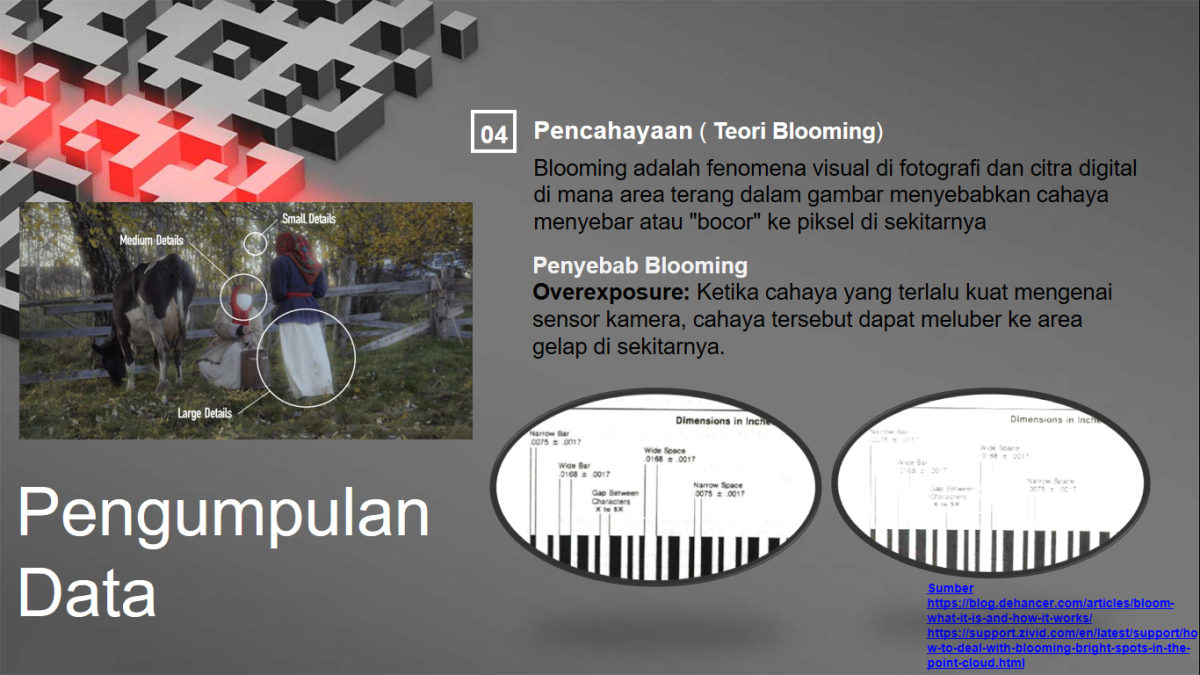 04
Pencahayaan ( Teori Blooming)
Blooming adalah fenomena visual di fotografi dan citra digital
di mana area terang dalam gambar menyebabkan cahaya
menyebar atau "bocor" ke piksel di sekitarnya
Penyebab Blooming
Overexposure: Ketika cahaya yang terlalu kuat mengenai
sensor kamera, cahaya tersebut dapat meluber ke area
gelap di sekitarnya.
Small Details
Medium Details
Large Details
Pengumpulan
Data
Dimensions in Inche
Narrow Bar
.0075 ± .0017
Wide Bar
.0168 ± .0017
Gap Between
Characters
X to 5X
Wide Space
.0168 ± .0017
Narrow Space
.0075 ± .0017
Dimensions in Inche
Narrow Bar
.0075 ± .0017
Wide Bar
.0168 ± .0017
Gap Between
Characters
X to 5X
Wide Space
.0168 ± .0017
Narrow Space
.0075 ± .0017
Sumber
https://blog.dehancer.com/articles/bloom-
what-it-is-and-how-it-works/
https://support.zivid.com/en/latest/support/ho
w-to-deal-with-blooming-bright-spots-in-the-
point-cloud.html